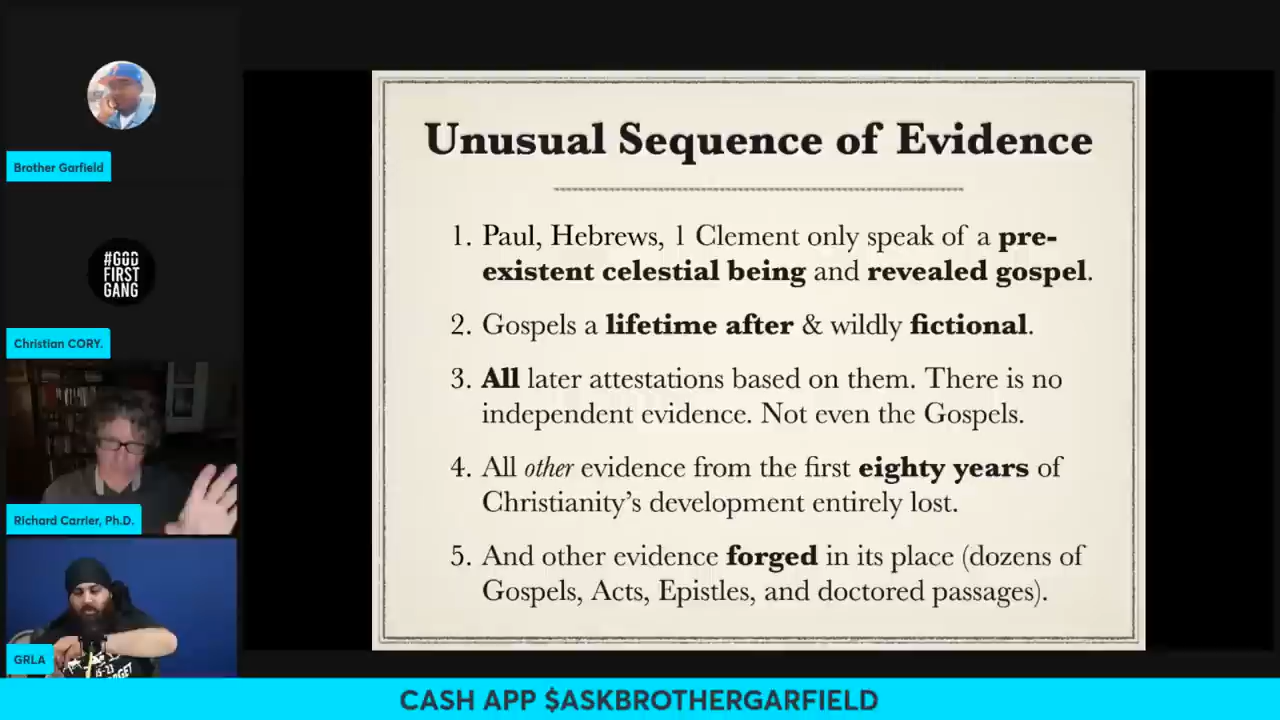 Brother Garfield
#GOD
FIRST
GANG
Christian CORY.
Richard Carrier, Ph.D.
GRLA
Unusual Sequence of Evidence
1. Paul, Hebrews, 1 Clement only speak of a pre-
existent celestial being and revealed gospel.
2. Gospels a lifetime after & wildly fictional.
3. All later attestations based on them. There is no
independent evidence. Not even the Gospels.
4. All other evidence from the first eighty years of
Christianity's development entirely lost.
5. And other evidence forged in its place (dozens of
Gospels, Acts, Epistles, and doctored passages).
CASH APP $ASKBROTHERGARFIELD